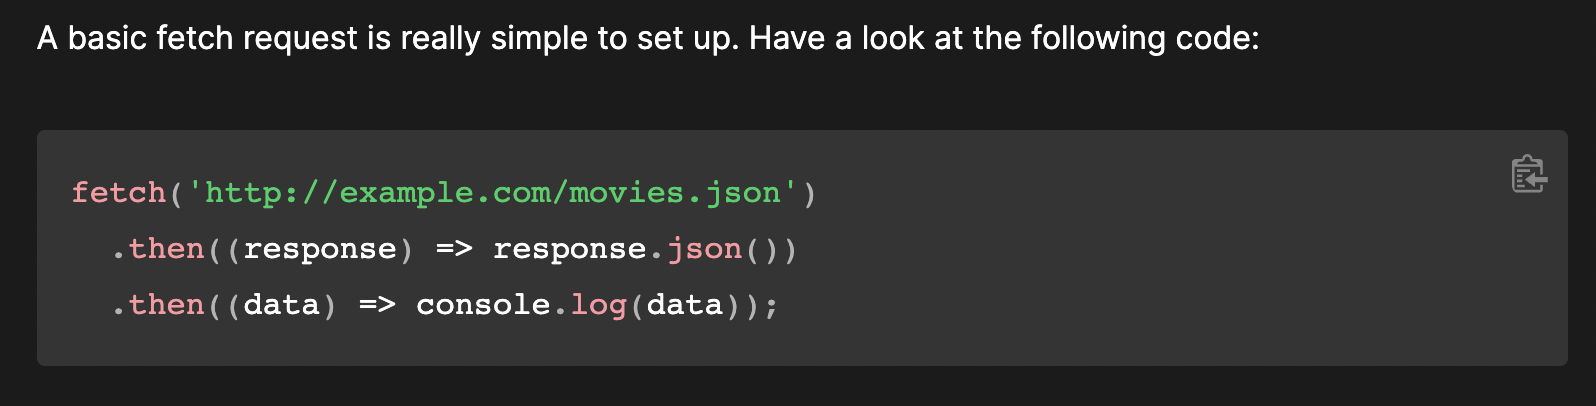 A basic fetch request is really simple to set up. Have a look at the following code:
fetch('http://example.com/movies.json')
  .then((response) => response.json())
  .then((data) => console.log(data));